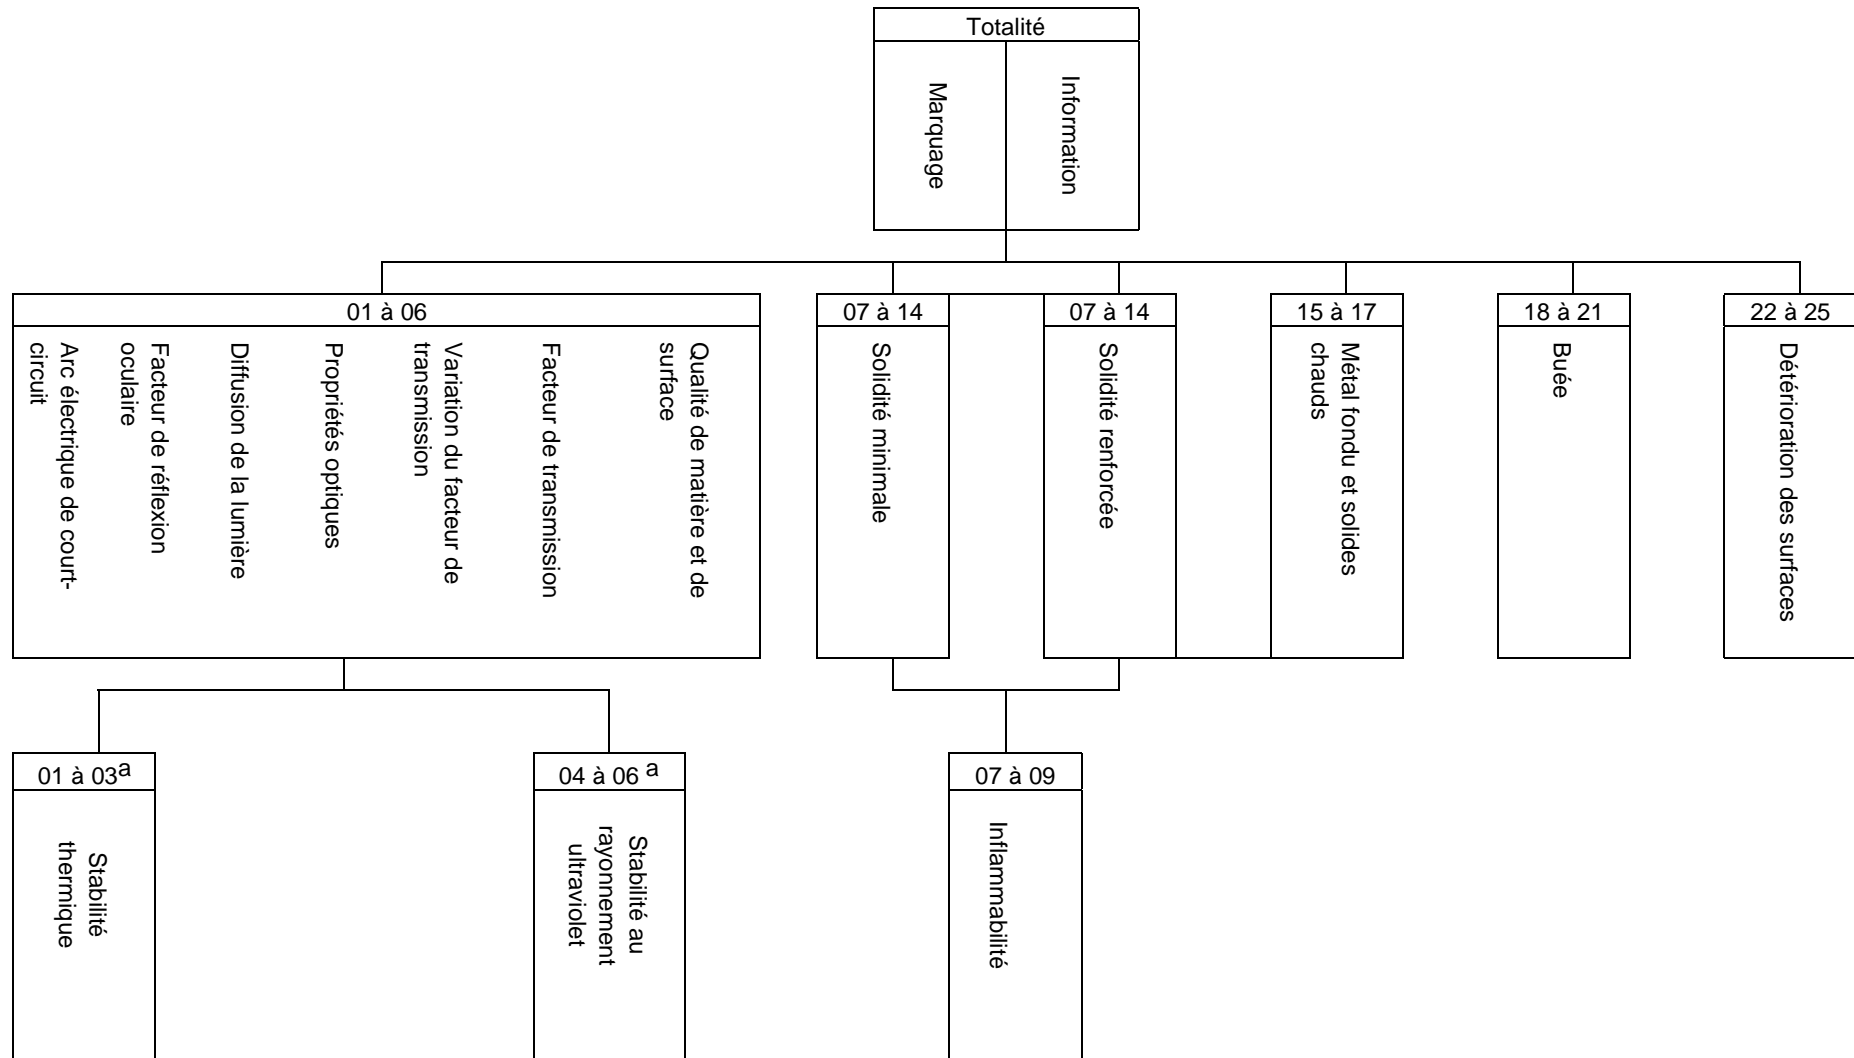 Totalité
Marquage
Information
01 à 06
Arc électrique de court-
circuit
Facteur de réflexion
oculaire
Diffusion de la lumière
Propriétés optiques
Variation du facteur de
transmission
Facteur de transmission
Qualité de matière et de
surface
07 à 14
Solidité minimale
07 à 14
Solidité renforcée
15 à 17
Métal fondu et solides
chauds
18 à 21
Buée
22 à 25
Détérioration des surfaces
01 à 03a
Stabilité
thermique
04 à 06 a
Stabilité au
rayonnement
ultraviolet
07 à 09
Inflammabilité